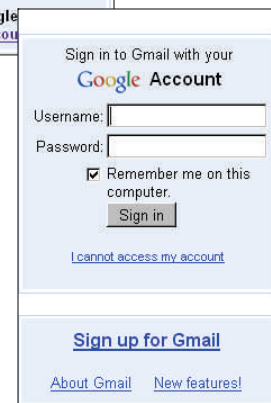 Sign in to Gmail with your
Google Account
Username:
Password:
Remember me on this
computer.
Sign in
I cannot access my account
Sign up for Gmail
About Gmail New features!